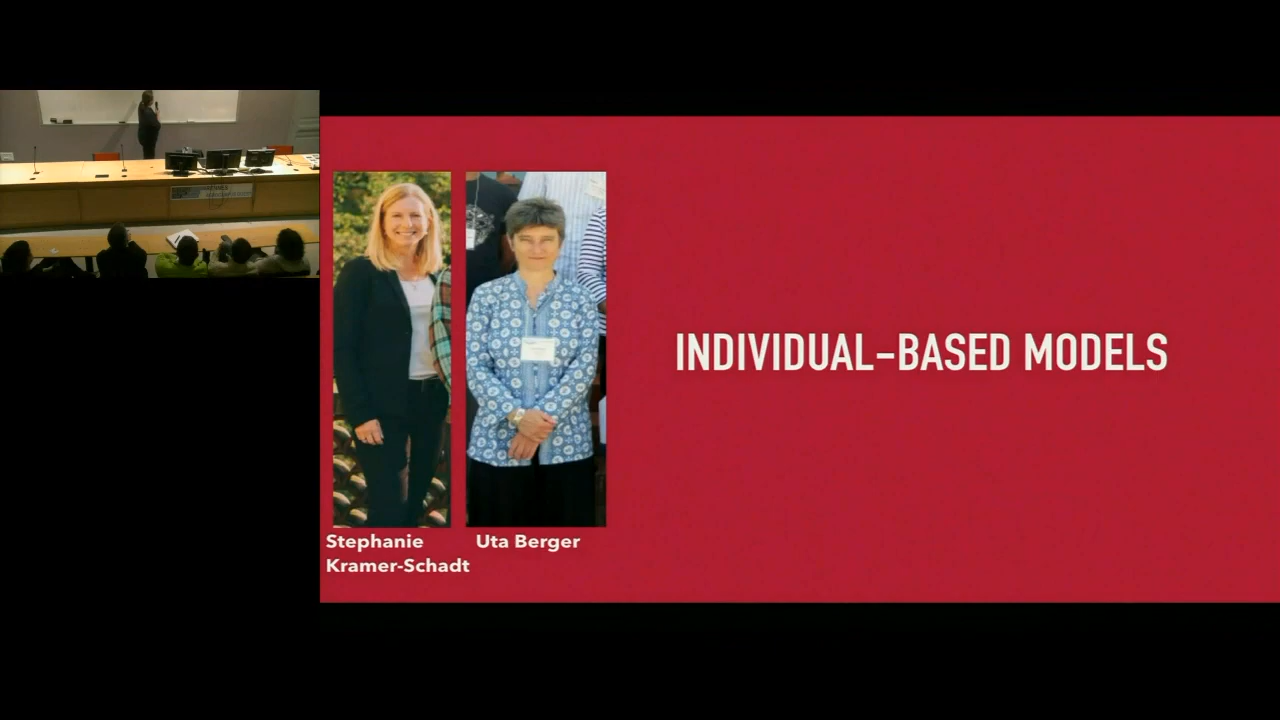 INDIVIDUAL-BASED MODELS
Stephanie
Kramer-Schadt
Uta Berger